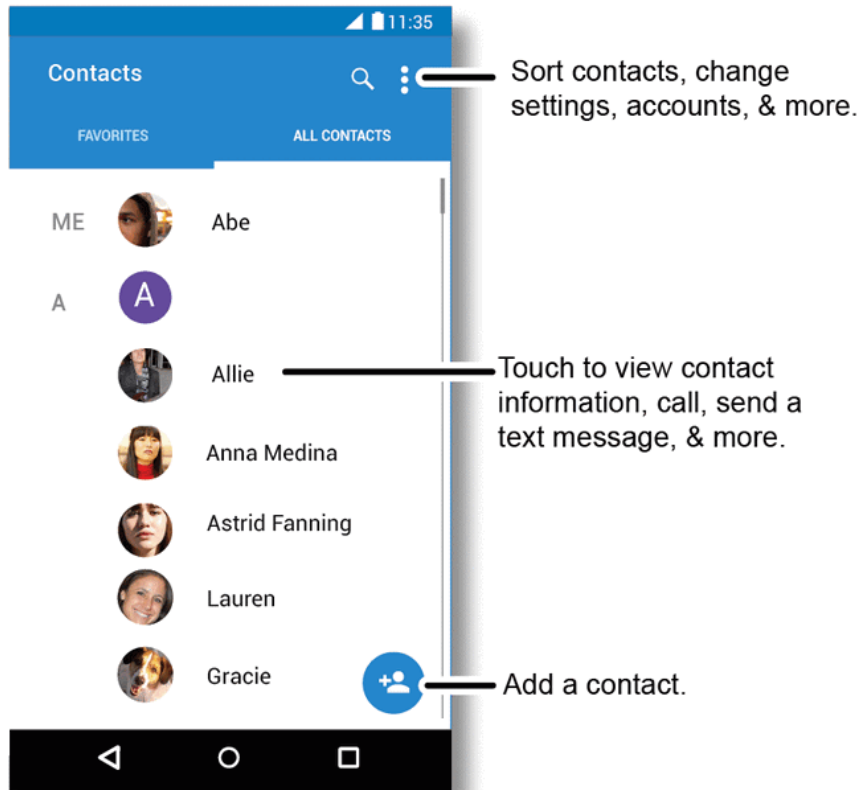 11:35
Contacts
Sort contacts, change
settings, accounts, & more.
FAVORITES
ALL CONTACTS
ME
Abe
A
A
Allie
Touch to view contact
information, call, send a
text message, & more.
Anna Medina
Astrid Fanning
Lauren
Gracie
Add a contact.